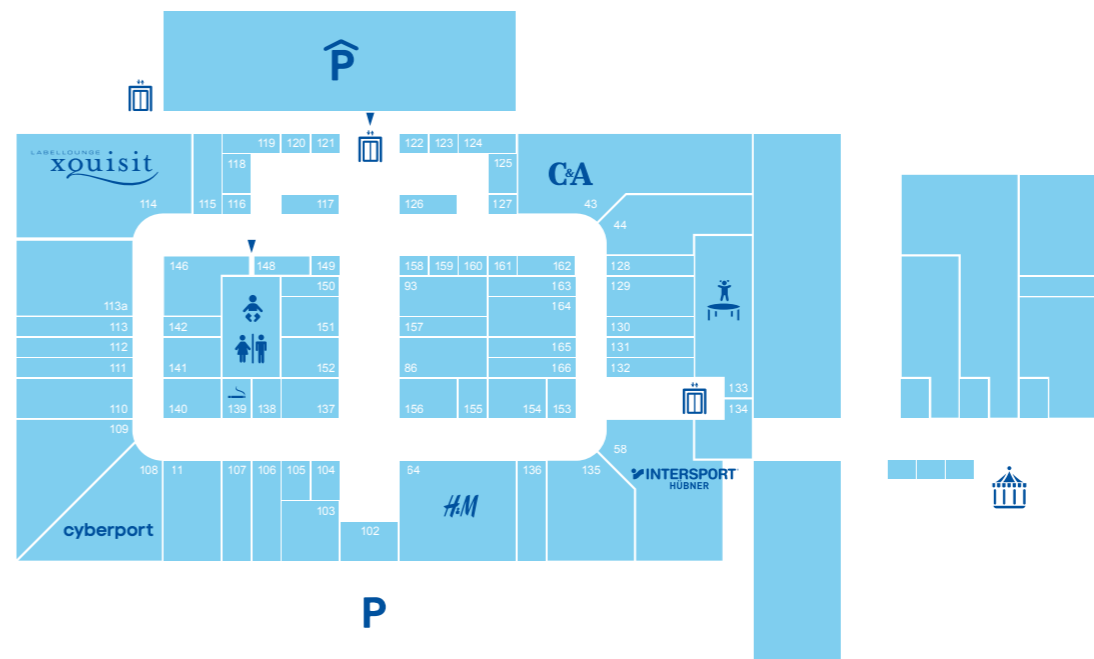 P
119 120 121 122 123 124
LABELLOUNGE
xquisit
118 125
C&A
114 115 116 117 126 127 43
44
146 148 149 158 159 160 161 162 128
150 93 163 129
113a 164
113 142 151 157 130
112 165 131
111 141 152 86 166 132
133
110 140 139 138 137 156 155 154 153 134
109
58
108 11 107 106 105 104 64 136 135
INTERSPORT
HÜBNER
H&M
103
cyberport
102
P